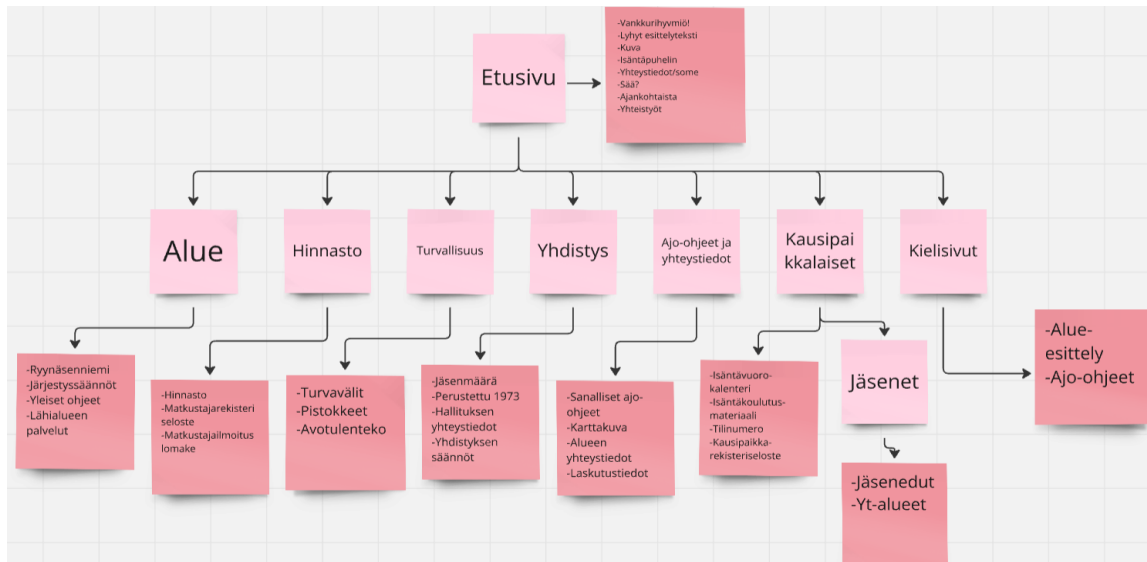 -Vankkurihyvmiö!
-Lyhyt esittelyteksti
-Kuva
-Isäntäpuhelin
-Yhteystiedot/some
-Sää?
-Ajankohtaista
-Yhteistyöt
Etusivu
Alue
Hinnasto
Turvallisuus
Yhdistys
Ajo-ohjeet ja
yhteystiedot
Kausipai
kkalaiset
Kielisivut
-Ryynäsenniemi
-Järjestyssäännöt
-Yleiset ohjeet
-Lähialueen
palvelut
-Hinnasto
-Matkustajarekisteri
seloste
-Matkustajailmoitus
lomake
-Turvavälit
-Pistokkeet
-Avotulenteko
-Jäsenmäärä
-Perustettu 1973
-Hallituksen
yhteystiedot
-Yhdistyksen
säännöt
-Sanalliset ajo-
ohjeet
-Karttakuva
-Alueen
yhteystiedot
-Laskutustiedot
-Isäntävuoro-
kalenteri
-Isäntäkoulutus-
materiaali
-Tilinumero
-Kausipaikka-
rekisteriseloste
Jäsenet
-Jäsenedut
-Yt-alueet
-Alue-
esittely
-Ajo-ohjeet